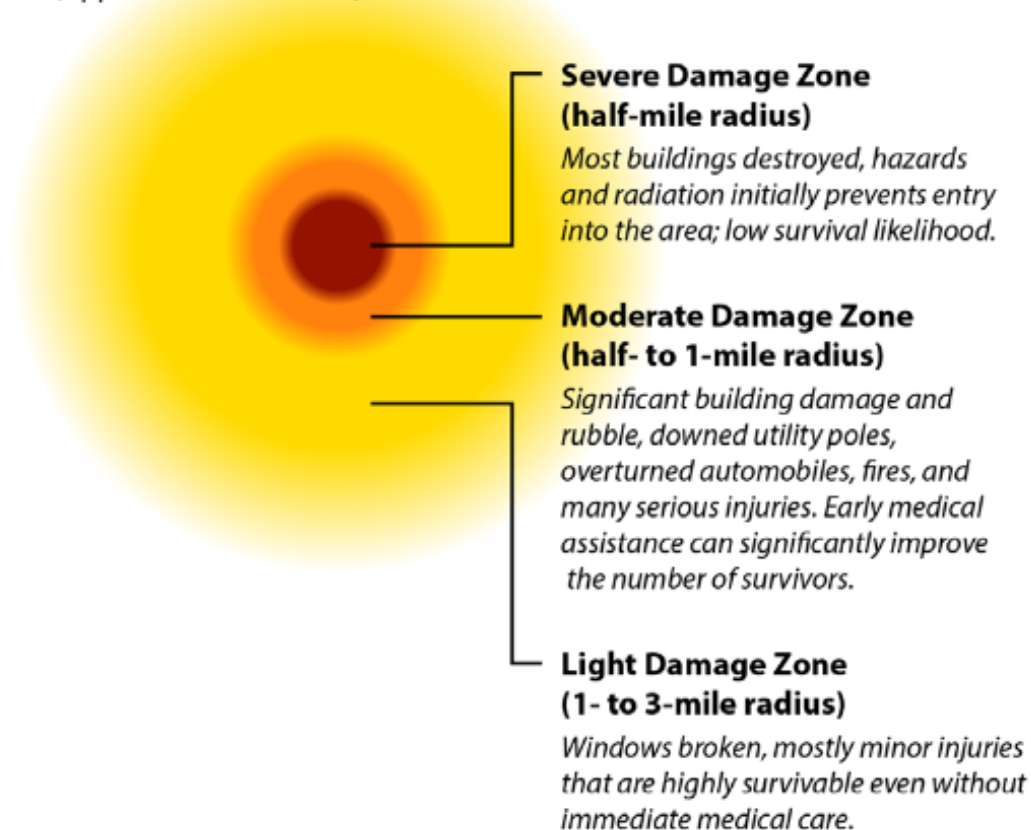 Severe Damage Zone
(half-mile radius)
Most buildings destroyed, hazards
and radiation initially prevents entry
into the area; low survival likelihood.
Moderate Damage Zone
(half- to 1-mile radius)
Significant building damage and
rubble, downed utility poles,
overturned automobiles, fires, and
many serious injuries. Early medical
assistance can significantly improve
the number of survivors.
Light Damage Zone
(1- to 3-mile radius)
Windows broken, mostly minor injuries
that are highly survivable even without
immediate medical care.